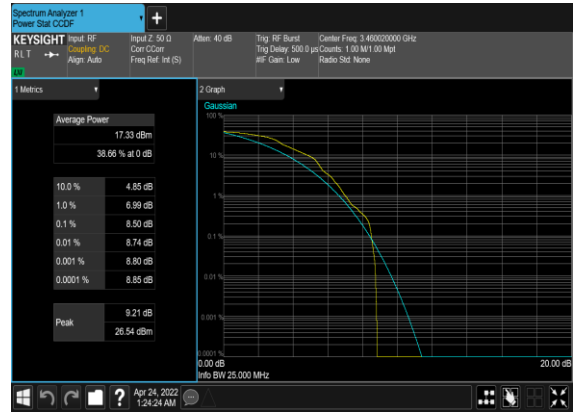 Spectrum Analyzer 1
Power Stat CCDF
KEYSIGHT
RLT
LW
Input: RF
Coupling: DC
Align: Auto
Input Z: 50 Ω
Corr CCorr
Freq Ref: Int (S)
Atten: 40 dB
Trig: RF Burst
Trig Delay: 500.0 µs
#IF Gain: Low
Center Freq: 3.460020000 GHz
Counts: 1.00 M/1.00 Mpt
Radio Std: None
1 Metrics
Average Power
17.33 dBm
38.66 % at 0 dB
10.0 % 4.85 dB
1.0 % 6.99 dB
0.1 % 8.50 dB
0.01 % 8.74 dB
0.001 % 8.80 dB
0.0001 % 8.85 dB
Peak
9.21 dB
26.54 dBm
2 Graph
Gaussian
100 %
10 %
1 %
0.1 %
0.01 %
0.001 %
0.0001 %
0.00 dB 20.00 dB
Info BW 25.000 MHz
Apr 24, 2022
1:24:24 AM